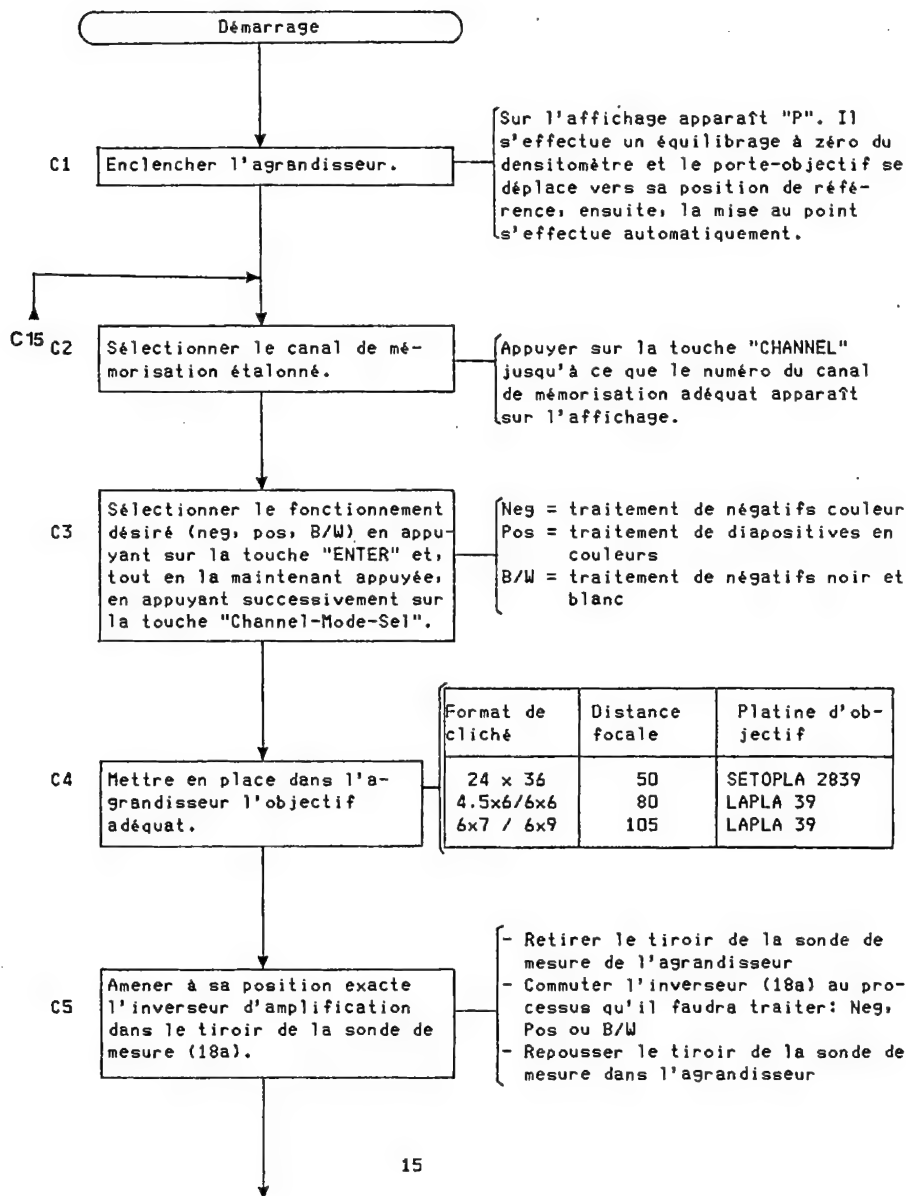 Démarrage
C1
Enclencher l'agrandisseur.
Sur l'affichage apparaît "P". Il
s'effectue un équilibrage à zéro du
densitomètre et le porte-objectif se
déplace vers sa position de réfé-
rence, ensuite, la mise au point
s'effectue automatiquement.
C15
C2
Sélectionner le canal de mé-
morisation étalonné.
Appuyer sur la touche "CHANNEL"
jusqu'à ce que le numéro du canal
de mémorisation adéquat apparaît
sur l'affichage.
C3
Sélectionner le fonctionnement
désiré (neg, pos, B/W) en appu-
yant sur la touche "ENTER" et,
tout en la maintenant appuyée,
en appuyant successivement sur
la touche "Channel-Mode-Sel".
Neg = traitement de négatifs couleur
Pos = traitement de diapositives en
couleurs
B/W = traitement de négatifs noir et
blanc
C4
Mettre en place dans l'a-
grandisseur l'objectif
adéquat.
Format de Distance Platine d'ob-
cliché focale jectif
24 x 36 50 SETOPLA 2839
4.5x6/6x6 80 LAPLA 39
6x7 / 6x9 105 LAPLA 39
C5
Amener à sa position exacte
l'inverseur d'amplification
dans le tiroir de la sonde de
mesure (18a).
- Retirer le tiroir de la sonde de
mesure de l'agrandisseur
- Commuter l'inverseur (18a) au pro-
cessus qu'il faudra traiter: Neg,
Pos ou B/W
- Repousser le tiroir de la sonde de
mesure dans l'agrandisseur
15